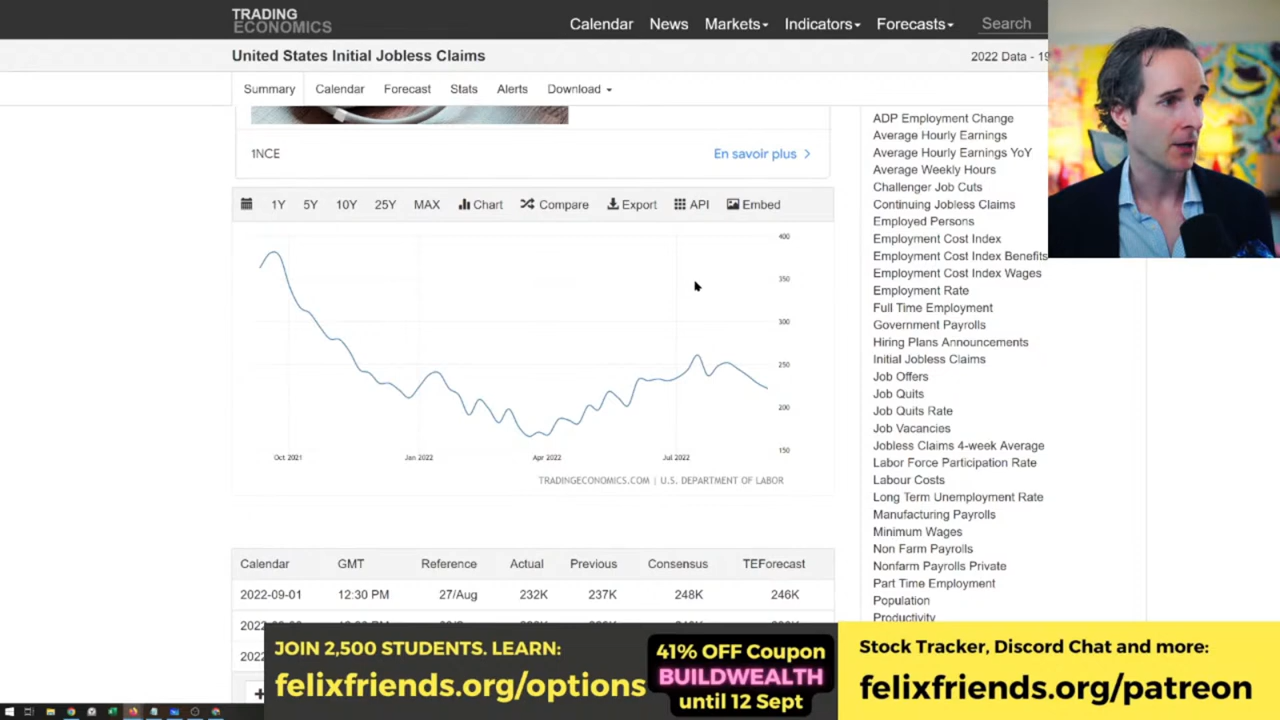 TRADING
ECONOMICS
Calendar News Markets Indicators Forecasts Search
United States Initial Jobless Claims
2022 Data - 19
Summary Calendar Forecast Stats Alerts Download
1NCE
En savoir plus
1Y 5Y 10Y 25Y MAX Chart Compare Export API Embed
400
350
300
250
200
150
Oct 2021 Jan 2022 Apr 2022 Jul 2022
TRADINGECONOMICS.COM | U.S. DEPARTMENT OF LABOR
Calendar GMT Reference Actual Previous Consensus TEForecast
2022-09-01 12:30 PM 27/Aug 232K 237K 248K 246K
ADP Employment Change
Average Hourly Earnings
Average Hourly Earnings YoY
Average Weekly Hours
Challenger Job Cuts
Continuing Jobless Claims
Employed Persons
Employment Cost Index
Employment Cost Index Benefits
Employment Cost Index Wages
Employment Rate
Full Time Employment
Government Payrolls
Hiring Plans Announcements
Initial Jobless Claims
Job Offers
Job Quits
Job Quits Rate
Job Vacancies
Jobless Claims 4-week Average
Labor Force Participation Rate
Labour Costs
Long Term Unemployment Rate
Manufacturing Payrolls
Minimum Wages
Non Farm Payrolls
Nonfarm Payrolls Private
Part Time Employment
Population
Productivity
JOIN 2,500 STUDENTS. LEARN:
felixfriends.org/options
41% OFF Coupon
BUILDWEALTH
until 12 Sept
Stock Tracker, Discord Chat and more:
felixfriends.org/patreon